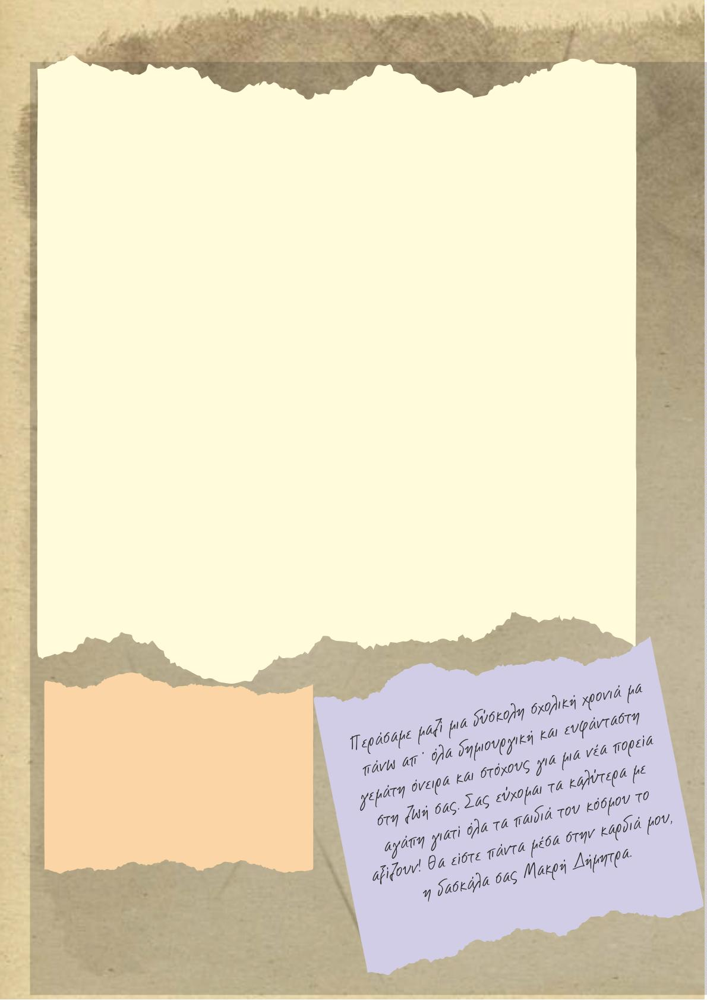 Περάσαμε μαζί μια δύσκολη σχολική χρονιά μα
πάνω απ΄ όλα δημιουργική και ευφάνταστη
γεμάτη όνειρα και στόχους για μια νέα πορεία
στη ζωή σας. Σας εύχομαι τα καλύτερα με
αγάπη γιατί όλα τα παιδιά του κόσμου το
αξίζουν! Θα είστε πάντα μέσα στην καρδιά μου,
η δασκάλα σας Μακρή Δήμητρα.